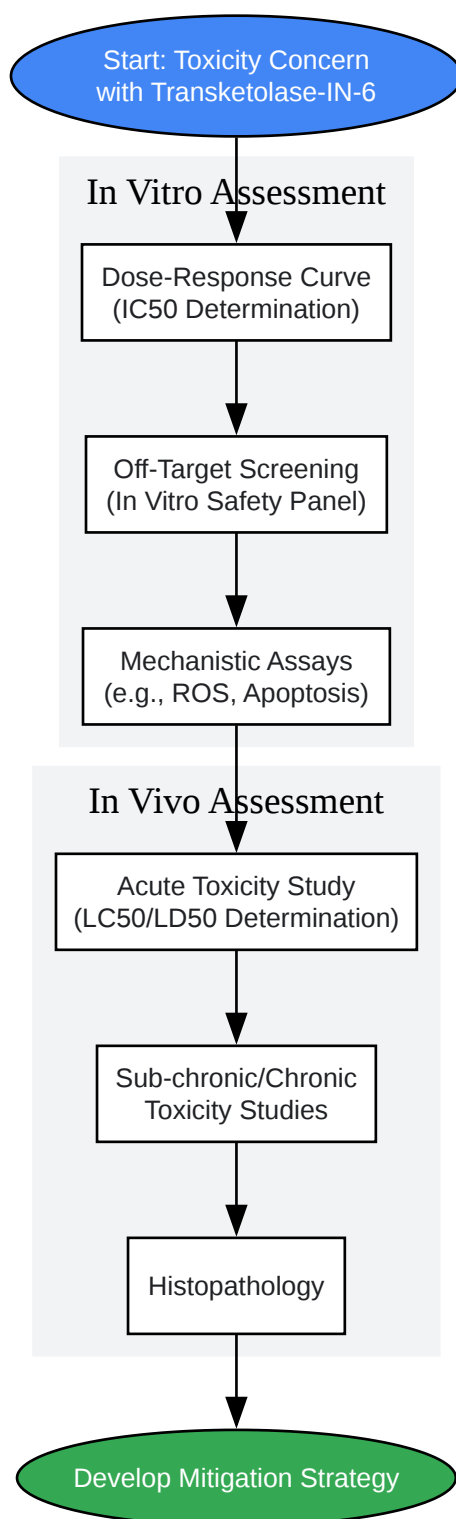 Start: Toxicity Concern
with Transketolase-IN-6
In Vitro Assessment
Dose-Response Curve
(IC50 Determination)
Off-Target Screening
(In Vitro Safety Panel)
Mechanistic Assays
(e.g., ROS, Apoptosis)
In Vivo Assessment
Acute Toxicity Study
(LC50/LD50 Determination)
Sub-chronic/Chronic
Toxicity Studies
Histopathology
Develop Mitigation Strategy